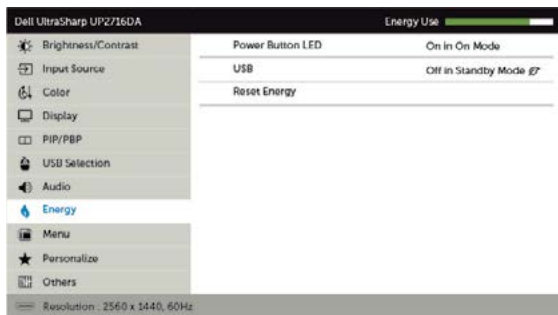 Dell UltraSharp UP2716DA
Energy Use
Brightness/Contrast
Power Button LED
On in On Mode
Input Source
USB
Off in Standby Mode
Color
Reset Energy
Display
PIP/PBP
USB Selection
Audio
Energy
Menu
Personalize
Others
Resolution : 2560 x 1440, 60Hz